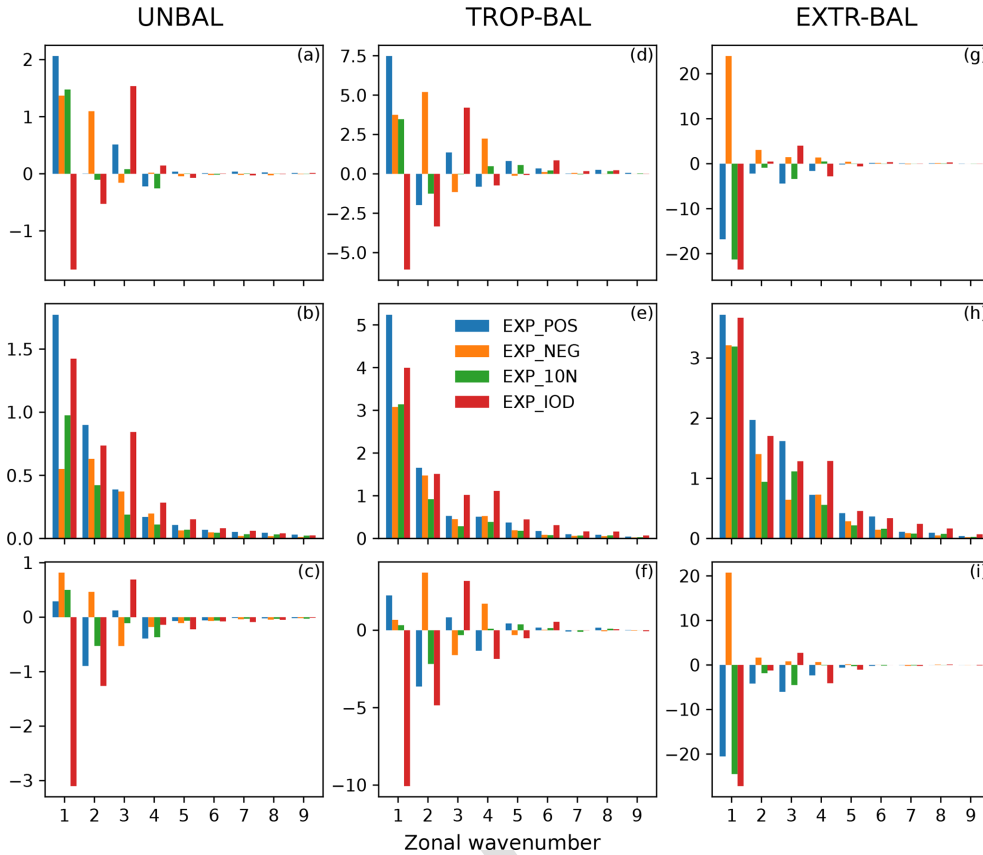 UNBAL TROP-BAL EXTR-BAL
(a) (d) (g)
2 7.5 20
1 5.0 10
0 2.5 0
−1 0.0 −10
−2.5 −20
−5.0
(b) (e) (h)
1.5 5 3
1.0 4 2
0.5 3 1
0.0 2 0
1
0
EXP_POS
EXP_NEG
EXP_10N
EXP_IOD
(c) (f) (i)
1 0 20
0 −5 10
−1 −10 0
−2 −10
−3 −20
1 2 3 4 5 6 7 8 9 1 2 3 4 5 6 7 8 9 1 2 3 4 5 6 7 8 9
Zonal wavenumber